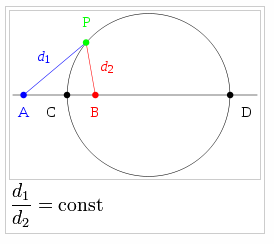 P
d₁
d₂
A C B D
d₁/d₂ = const